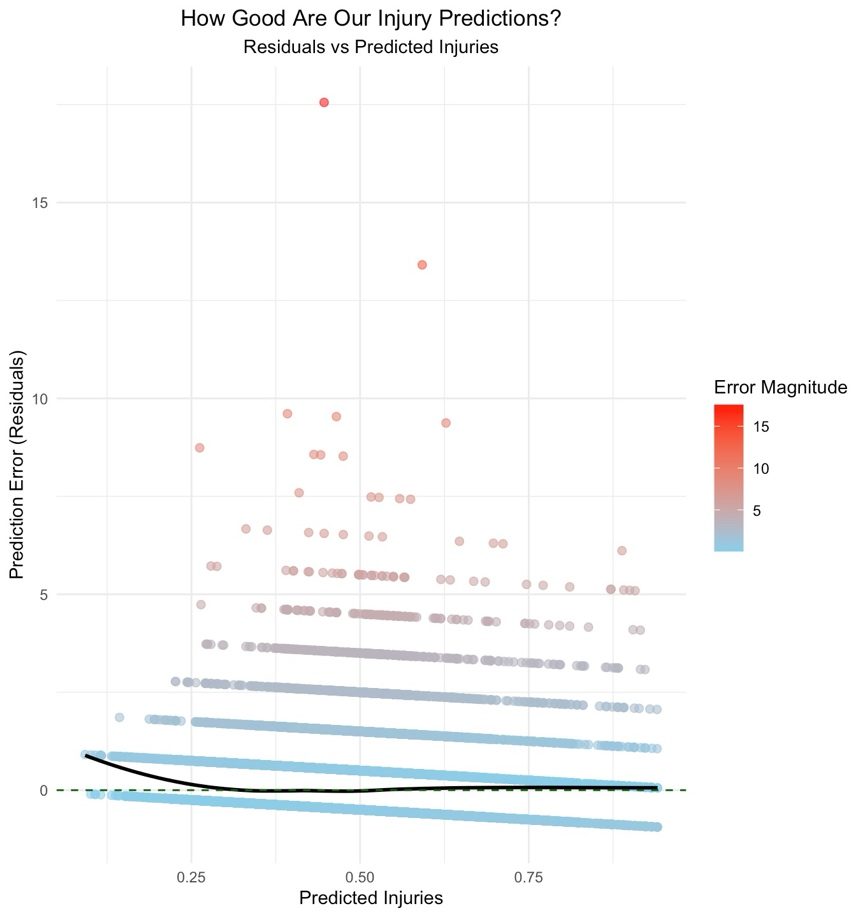 How Good Are Our Injury Predictions?
Residuals vs Predicted Injuries
Prediction Error (Residuals)
15
10
5
0
0.25
0.50
0.75
Predicted Injuries
Error Magnitude
15
10
5